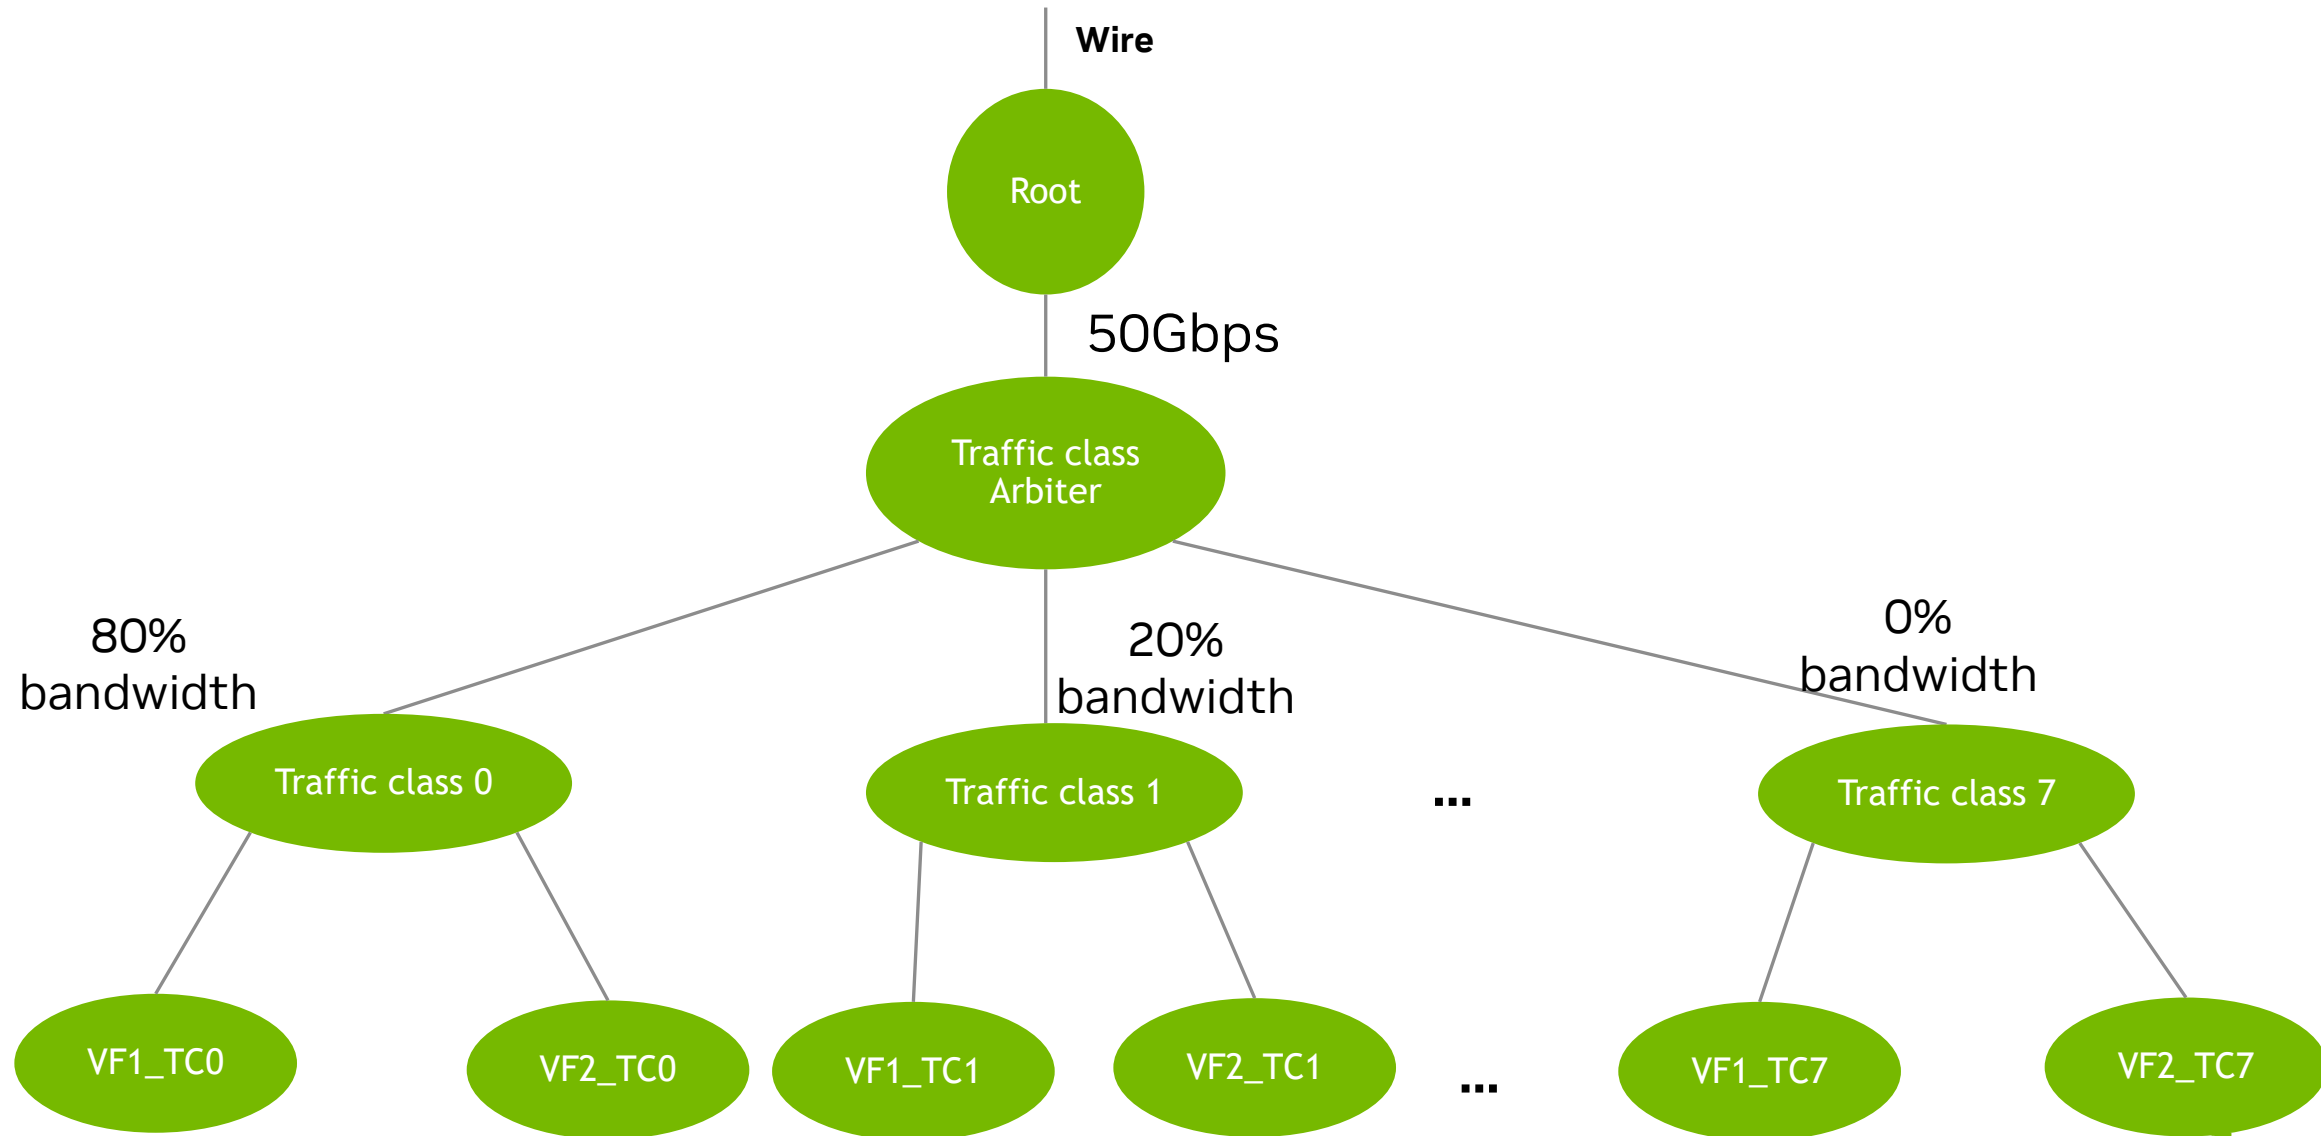 Wire
Root
50Gbps
Traffic class
Arbiter
80%
bandwidth
20%
bandwidth
0%
bandwidth
Traffic class 0
Traffic class 1
...
Traffic class 7
VF1_TC0
VF2_TC0
VF1_TC1
VF2_TC1
...
VF1_TC7
VF2_TC7